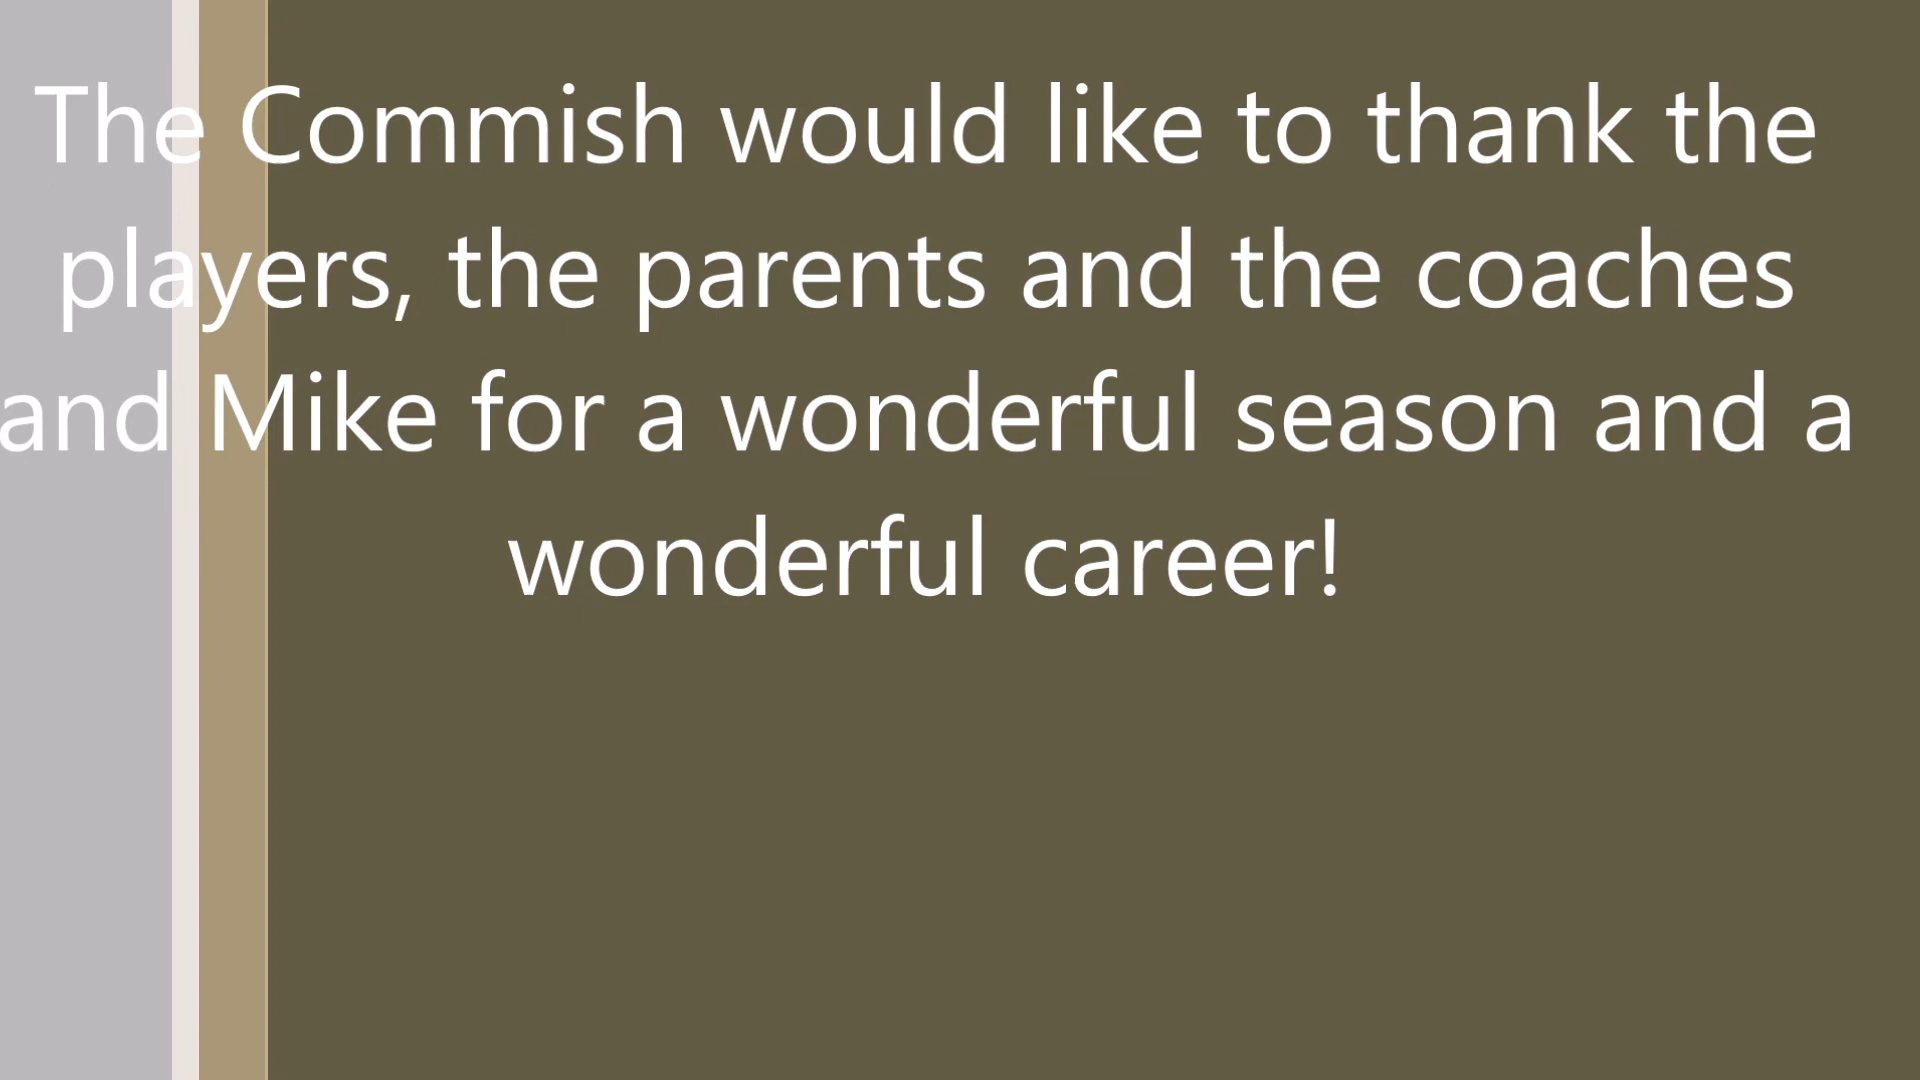 The Commish would like to thank the
players, the parents and the coaches
and Mike for a wonderful season and a
wonderful career!